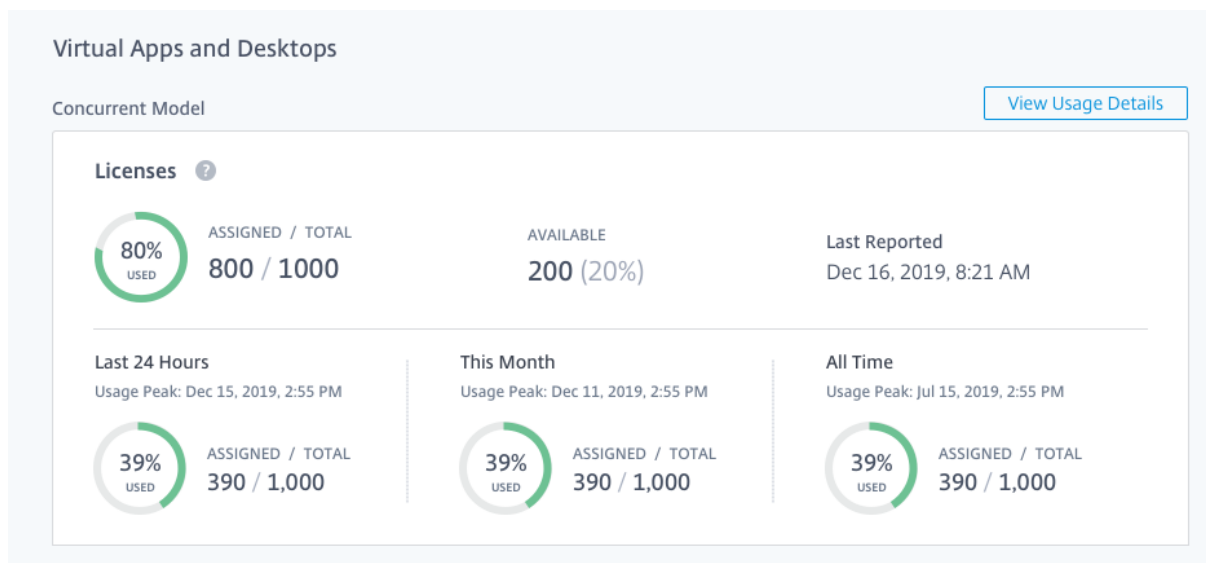 Virtual Apps and Desktops
Concurrent Model
View Usage Details
Licenses ?
80%
USED
ASSIGNED / TOTAL
800 / 1000
AVAILABLE
200 (20%)
Last Reported
Dec 16, 2019, 8:21 AM
Last 24 Hours
Usage Peak: Dec 15, 2019, 2:55 PM
39%
USED
ASSIGNED / TOTAL
390 / 1,000
This Month
Usage Peak: Dec 11, 2019, 2:55 PM
39%
USED
ASSIGNED / TOTAL
390 / 1,000
All Time
Usage Peak: Jul 15, 2019, 2:55 PM
39%
USED
ASSIGNED / TOTAL
390 / 1,000